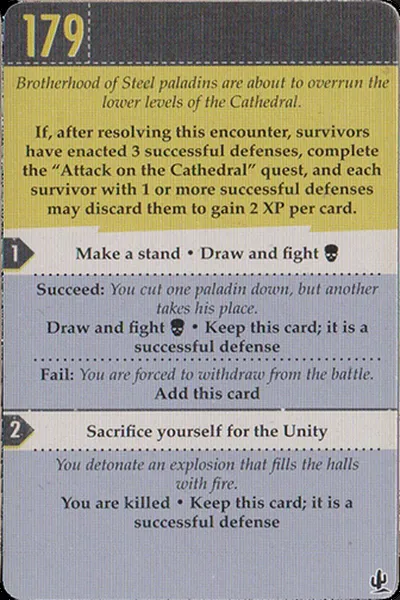 179
Brotherhood of Steel paladins are about to overrun the
lower levels of the Cathedral.
If, after resolving this encounter, survivors
have enacted 3 successful defenses, complete
the “Attack on the Cathedral” quest, and each
survivor with 1 or more successful defenses
may discard them to gain 2 XP per card.
1
Make a stand • Draw and fight
Succeed: You cut one paladin down, but another
takes his place.
Draw and fight • Keep this card; it is a
successful defense
Fail: You are forced to withdraw from the battle.
Add this card
2
Sacrifice yourself for the Unity
You detonate an explosion that fills the halls
with fire.
You are killed • Keep this card; it is a
successful defense